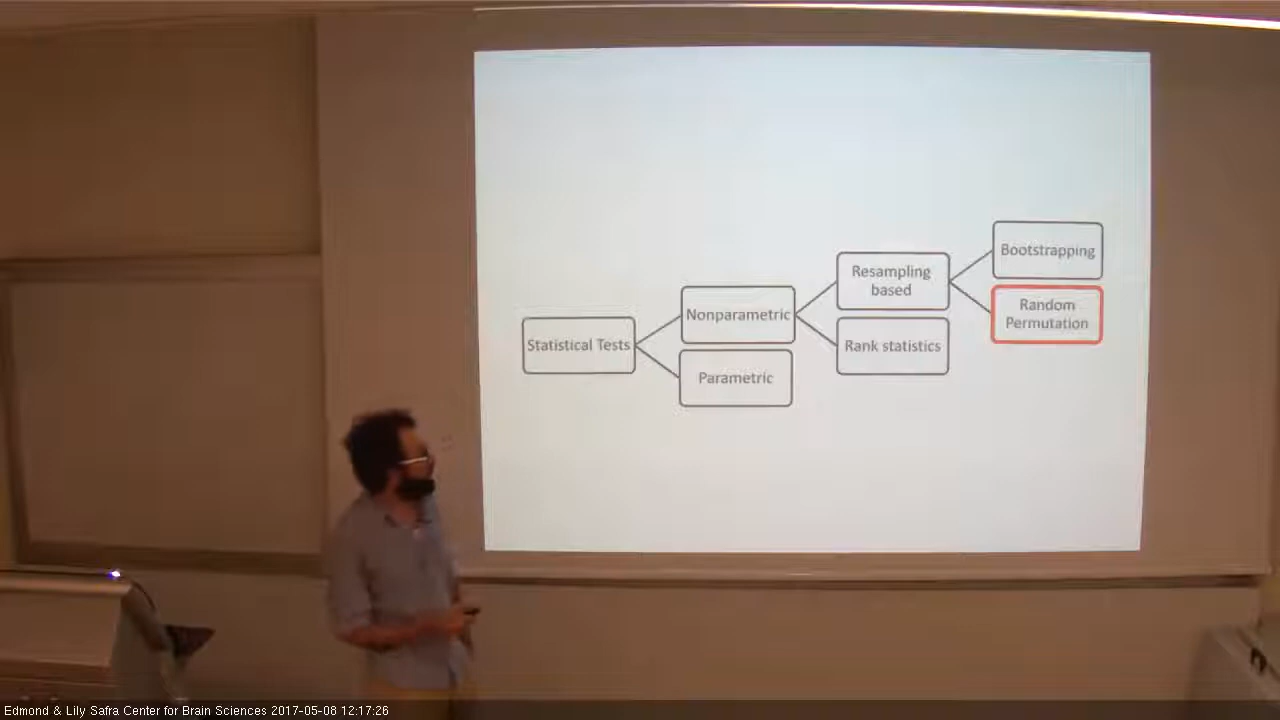 Bootstrapping
Resampling
based
Random
Permutation
Nonparametric
Statistical Tests
Rank statistics
Parametric
Edmond & Lily Safra Center for Brain Sciences 2017-05-08 12:17:26